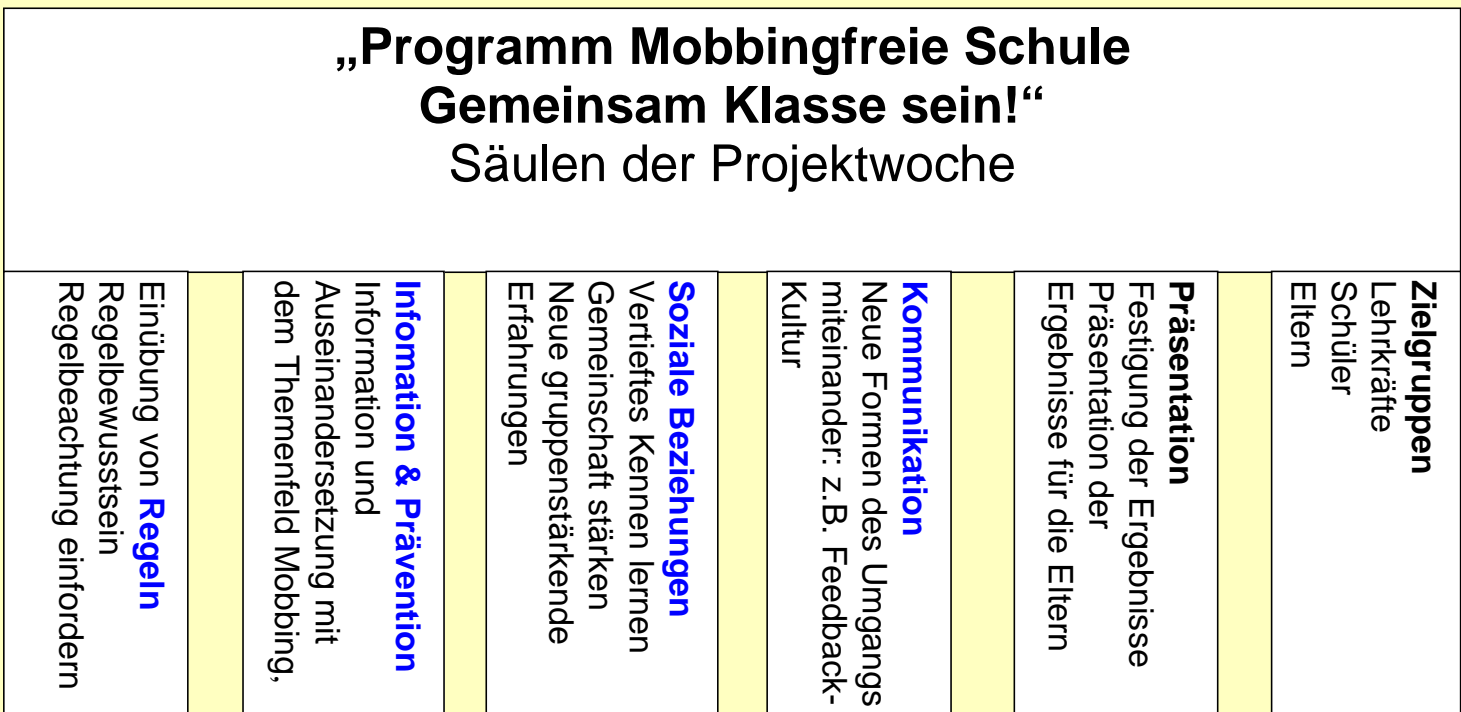 „Programm Mobbingfreie Schule
Gemeinsam Klasse sein!“
Säulen der Projektwoche
Einübung von Regeln
Regelbewusstsein
Regelbeachtung einfordern
Infomation & Prävention
Information und
Auseinandersetzung mit
dem Themenfeld Mobbing,
Soziale Beziehungen
Vertieftes Kennen lernen
Gemeinschaft stärken
Neue gruppenstärkende
Erfahrungen
Kommunikation
Neue Formen des Umgangs
miteinander: z.B. Feedback-
Kultur
Präsentation
Festigung der Ergebnisse
Präsentation der
Ergebnisse für die Eltern
Zielgruppen
Lehrkräfte
Schüler
Eltern